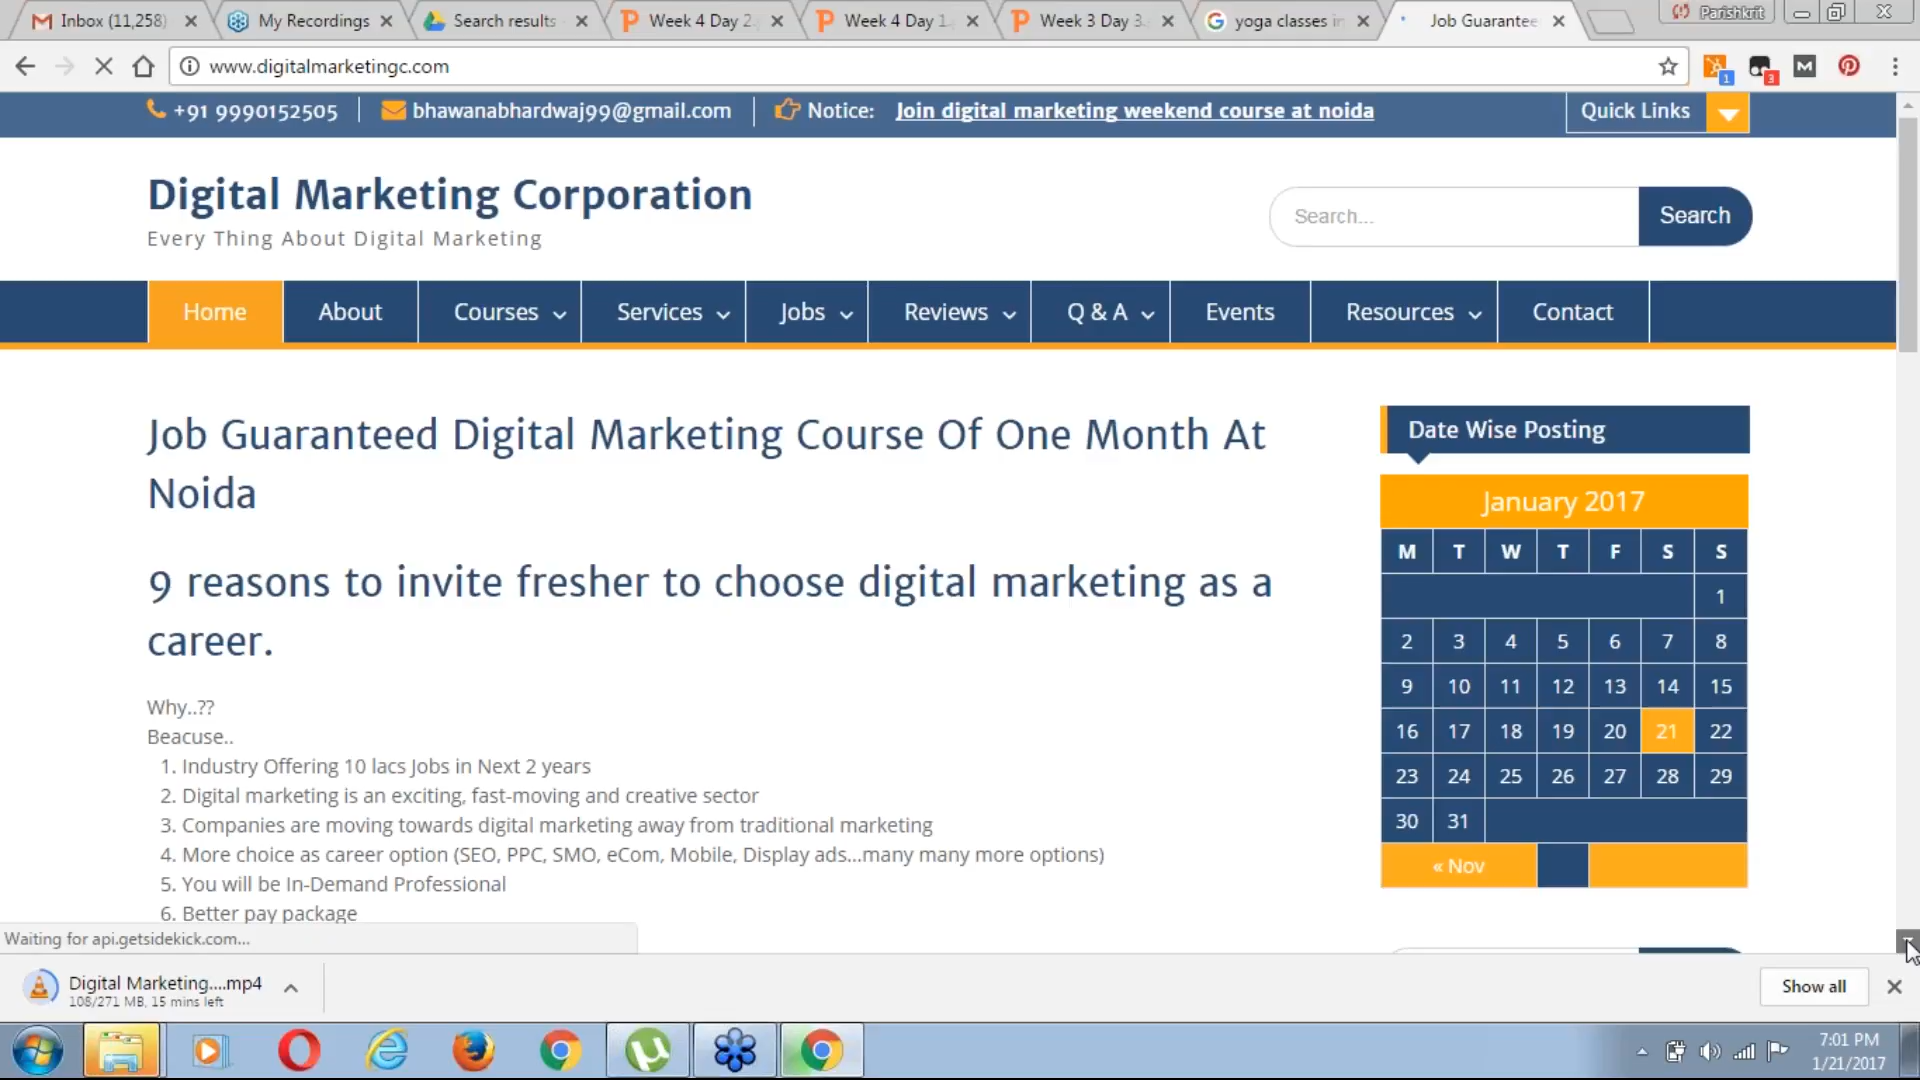 Inbox (11,258)
My Recordings
Search results
Week 4 Day 2
Week 4 Day 1
Week 3 Day 3
yoga classes in
Job Guarantee
Parishkrit
www.digitalmarketingc.com
1
3
+91 9990152505
bhawanabhardwaj99@gmail.com
Notice: Join digital marketing weekend course at noida
Quick Links
Digital Marketing Corporation
Every Thing About Digital Marketing
Search...
Search
Home
About
Courses
Services
Jobs
Reviews
Q & A
Events
Resources
Contact
Job Guaranteed Digital Marketing Course Of One Month At
Noida
9 reasons to invite fresher to choose digital marketing as a
career.
Why..??
Beacuse..
1. Industry Offering 10 lacs Jobs in Next 2 years
2. Digital marketing is an exciting, fast-moving and creative sector
3. Companies are moving towards digital marketing away from traditional marketing
4. More choice as career option (SEO, PPC, SMO, eCom, Mobile, Display ads...many many more options)
5. You will be In-Demand Professional
6. Better pay package
Date Wise Posting
January 2017
M T W T F S S
1
2 3 4 5 6 7 8
9 10 11 12 13 14 15
16 17 18 19 20 21 22
23 24 25 26 27 28 29
30 31
« Nov
Waiting for api.getsidekick.com...
Digital Marketing....mp4
108/271 MB, 15 mins left
Show all
7:01 PM
1/21/2017